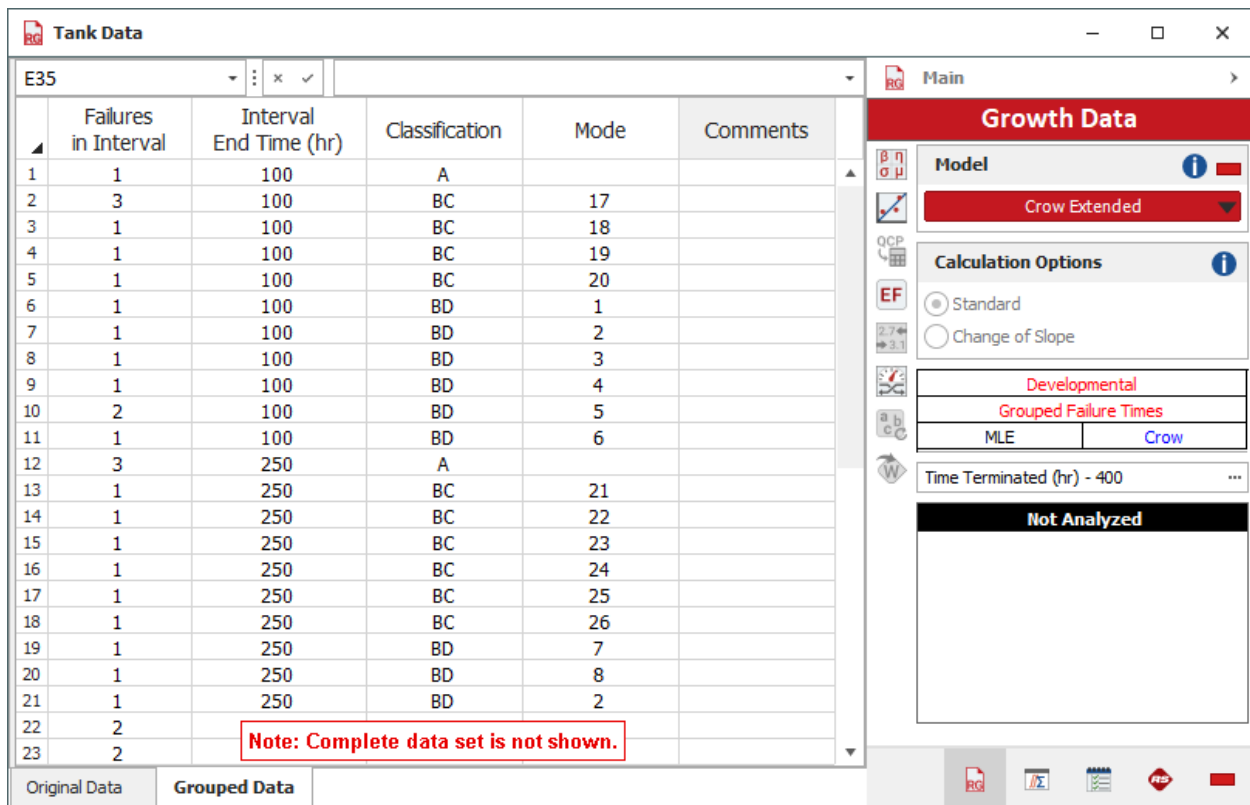 RG Tank Data
E35
Failures in Interval Interval End Time (hr) Classification Mode Comments
1 1 100 A
2 3 100 BC 17
3 1 100 BC 18
4 1 100 BC 19
5 1 100 BC 20
6 1 100 BD 1
7 1 100 BD 2
8 1 100 BD 3
9 1 100 BD 4
10 2 100 BD 5
11 1 100 BD 6
12 3 250 A
13 1 250 BC 21
14 1 250 BC 22
15 1 250 BC 23
16 1 250 BC 24
17 1 250 BC 25
18 1 250 BC 26
19 1 250 BD 7
20 1 250 BD 8
21 1 250 BD 2
22 2
23 2
Note: Complete data set is not shown.
Original Data Grouped Data
RG Main
Growth Data
β η
σ μ
QCP
EF
2.7
3.1
a b
c
W
Model
Crow Extended
Calculation Options
Standard
Change of Slope
Developmental
Grouped Failure Times
MLE Crow
Time Terminated (hr) - 400 ...
Not Analyzed
RG Σ RS